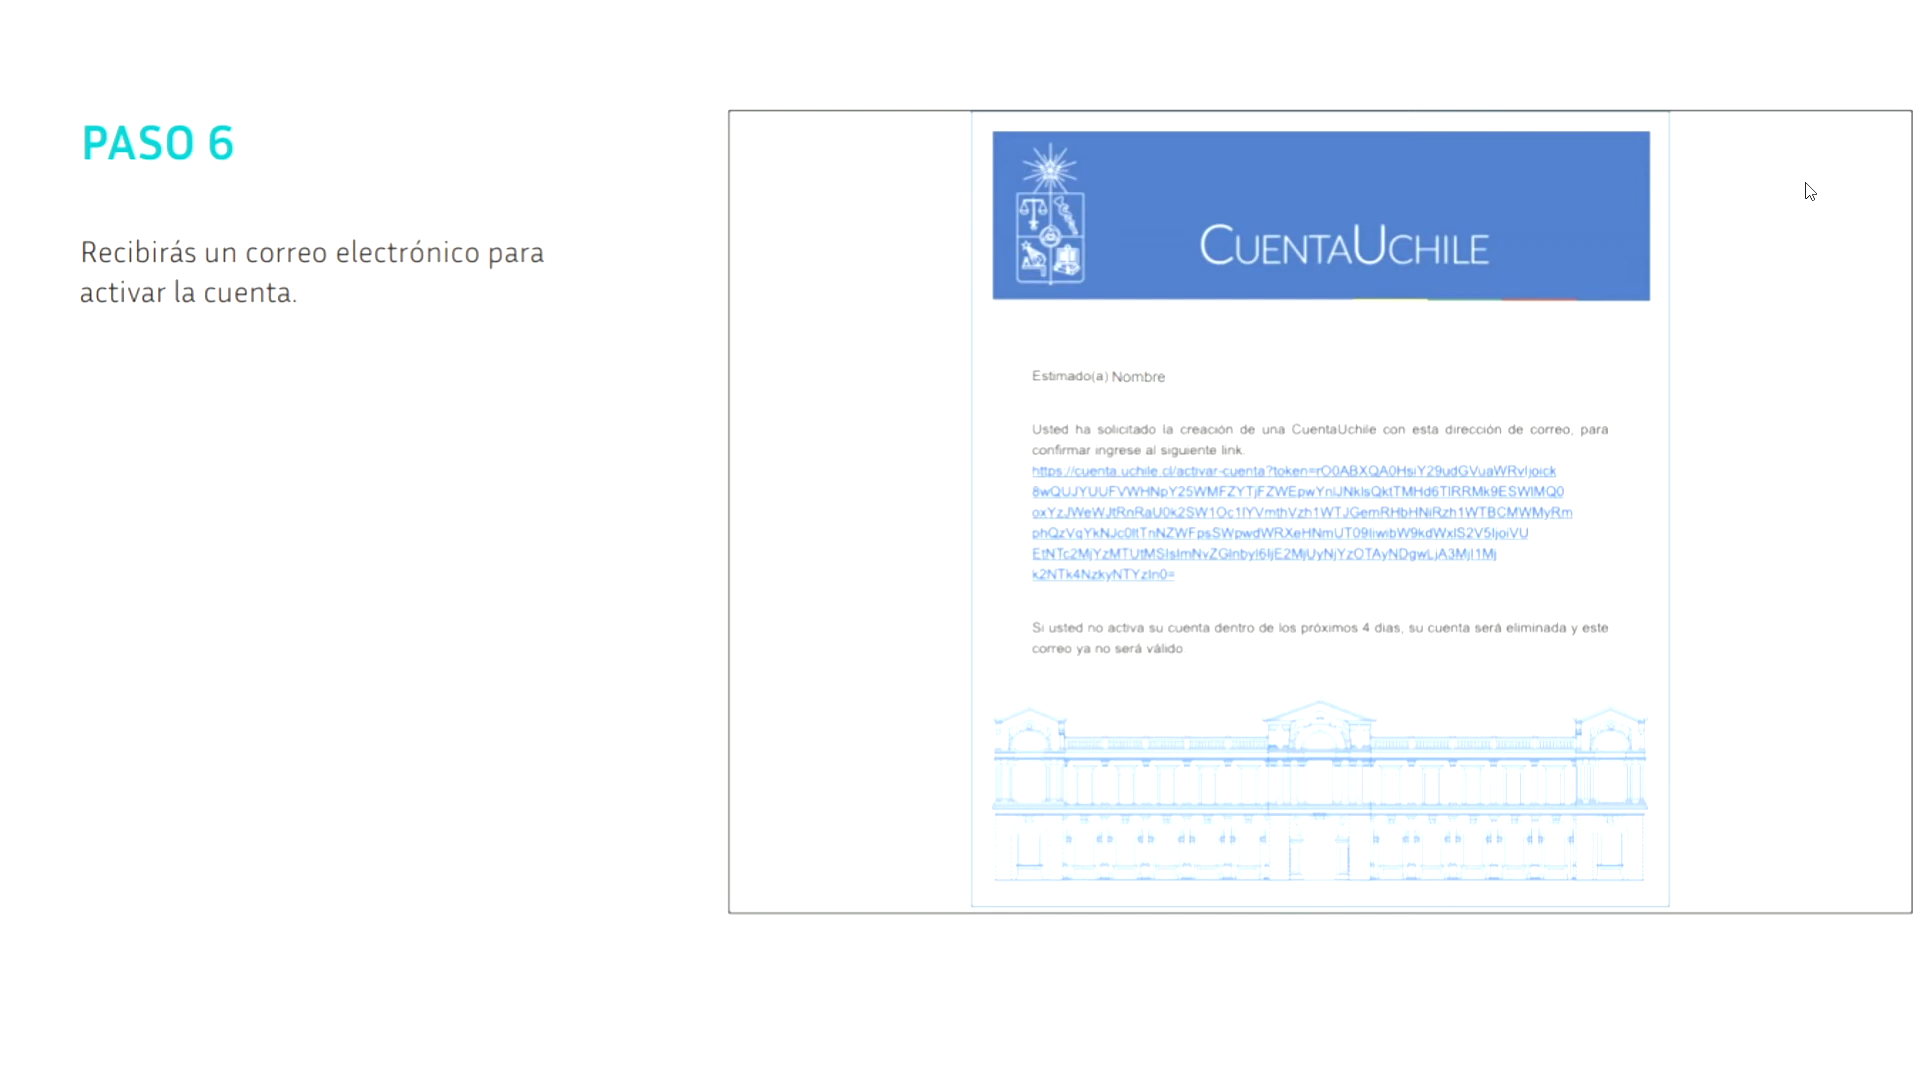 PASO 6
Recibirás un correo electrónico para
activar la cuenta.
CUENTAUCHILE
Estimado(a) Nombre
Usted ha solicitado la creación de una CuentaUchile con esta dirección de correo, para
confirmar ingrese al siguiente link.
Si usted no activa su cuenta dentro de los próximos 4 dias, su cuenta será eliminada y este
correo ya no será válido